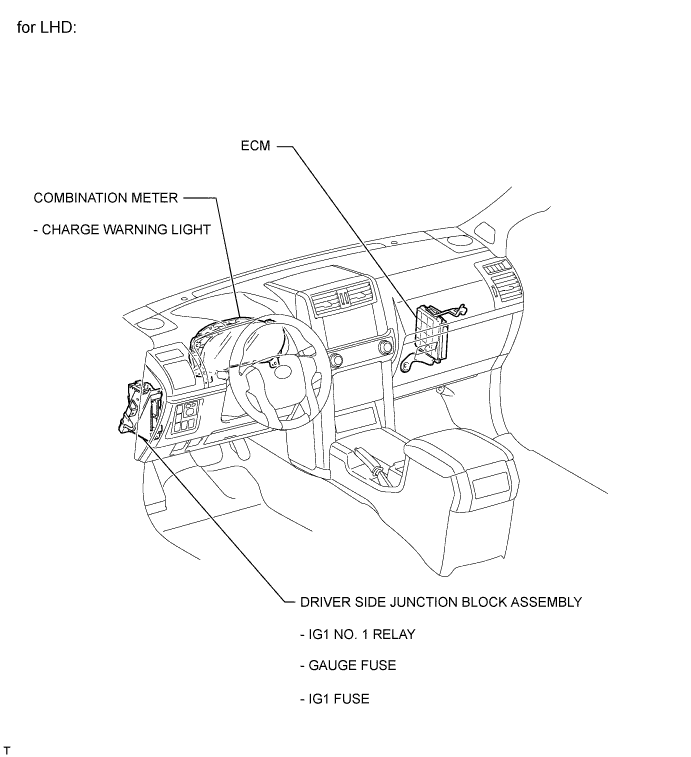 for LHD:
ECM
COMBINATION METER
- CHARGE WARNING LIGHT
DRIVER SIDE JUNCTION BLOCK ASSEMBLY
- IG1 NO. 1 RELAY
- GAUGE FUSE
- IG1 FUSE
T